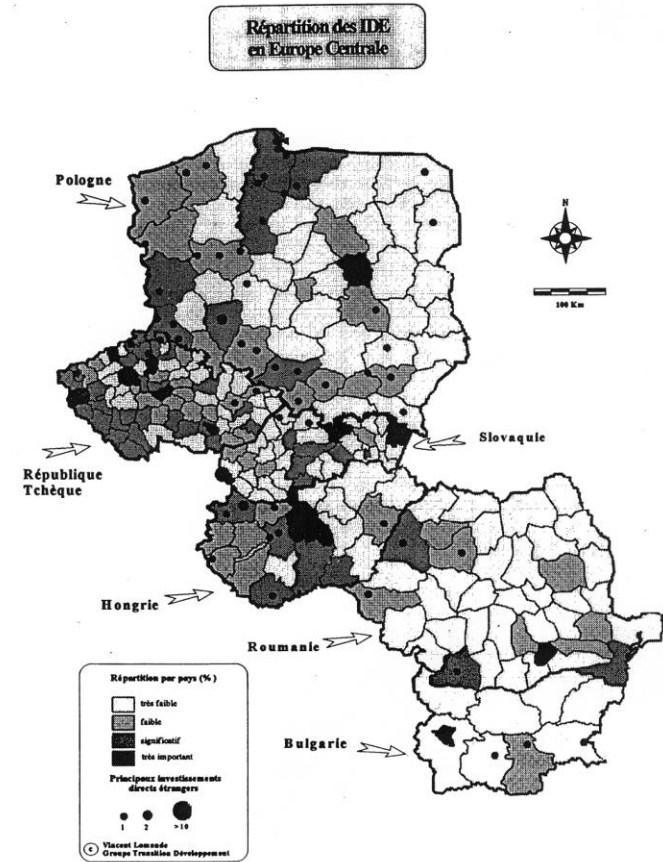 Répartition des IDE
en Europe Centrale
Pologne
N
100 Km
Slovaquie
République
Tchèque
Hongrie
Roumanie
Bulgarie
Répartition par pays (%)
très faible
faible
significatif
très important
Principaux investissements
directs étrangers
1 2 >10
© Vincent Lomonde
Groupe Transition Développement